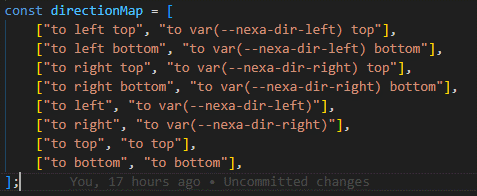 const directionMap = [
    ["to left top", "to var(--nexa-dir-left) top"],
    ["to left bottom", "to var(--nexa-dir-left) bottom"],
    ["to right top", "to var(--nexa-dir-right) top"],
    ["to right bottom", "to var(--nexa-dir-right) bottom"],
    ["to left", "to var(--nexa-dir-left)"],
    ["to right", "to var(--nexa-dir-right)"],
    ["to top", "to top"],
    ["to bottom", "to bottom"],
];      You, 17 hours ago • Uncommitted changes